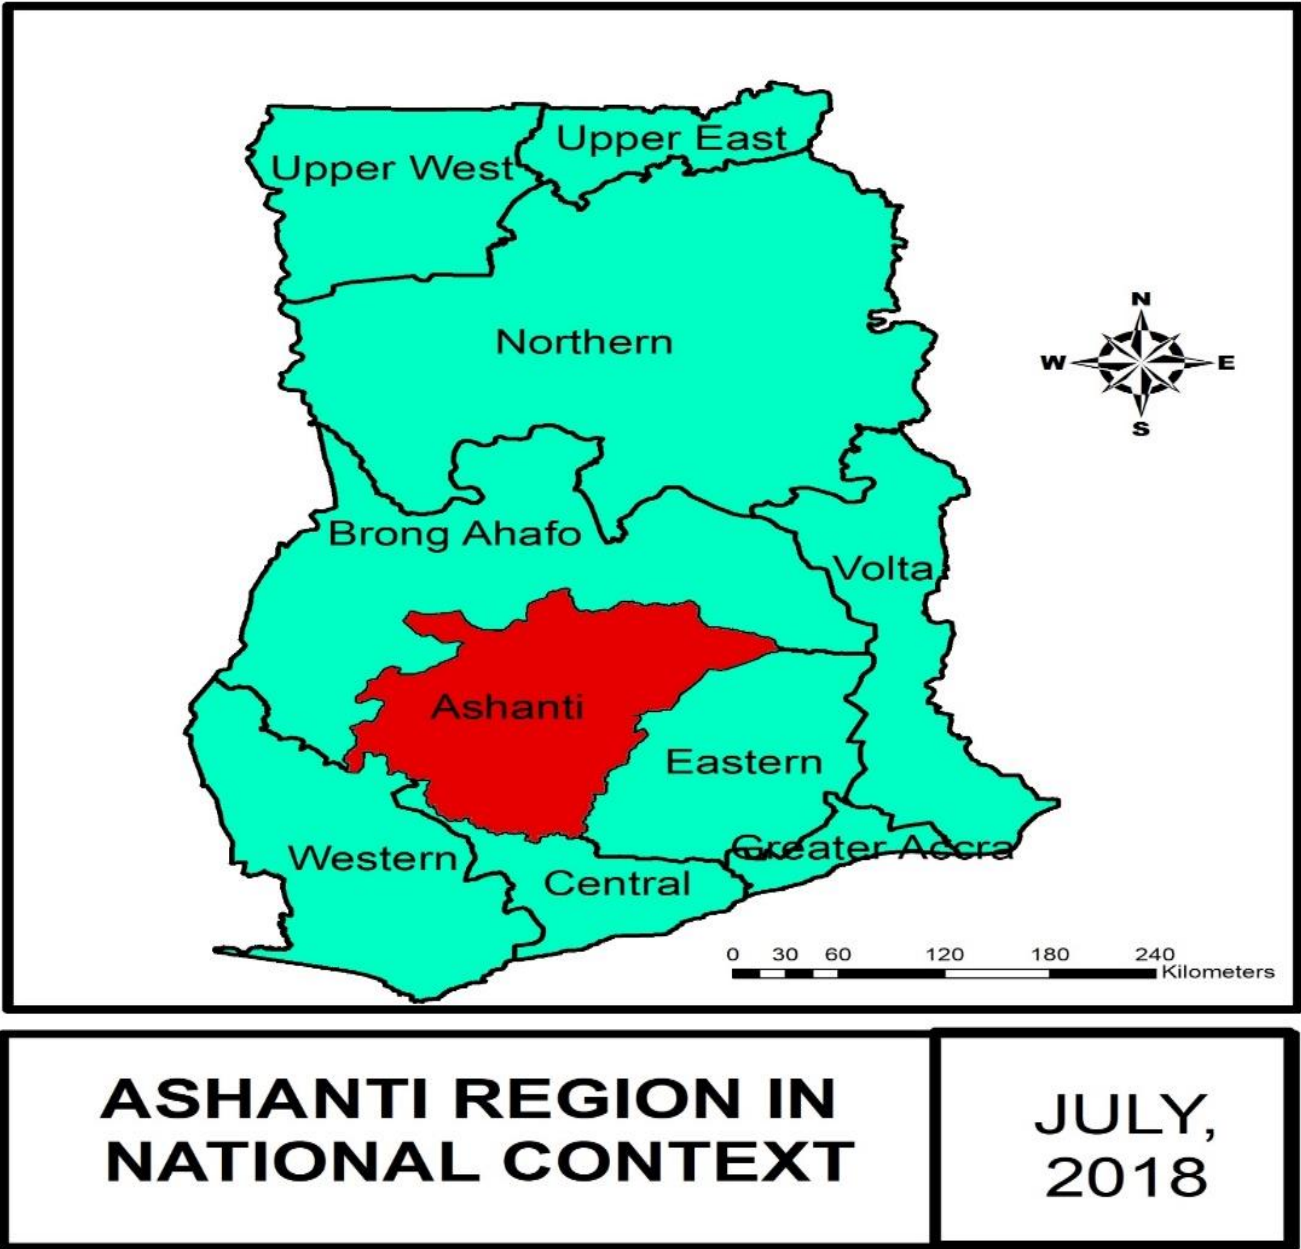 Upper East
Upper West
Northern
N
W
E
S
Brong Ahafo
Volta
Ashanti
Eastern
Greater Accra
Western
Central
0 30 60 120 180 240
Kilometers
ASHANTI REGION IN
NATIONAL CONTEXT
JULY,
2018